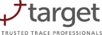 target
TRUSTED TRACE PROFESSIONALS